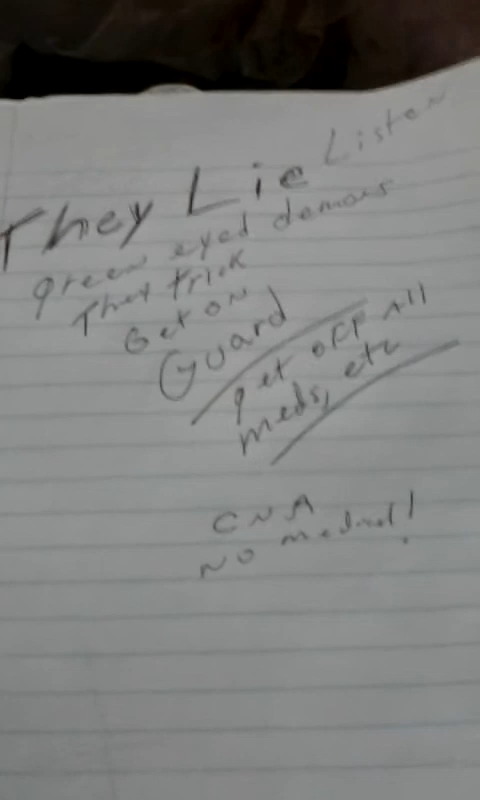 They Lie Listen
green eyed demons
They trick
Get on
Guard
get off All
meds, etc
CNA
NO medical!